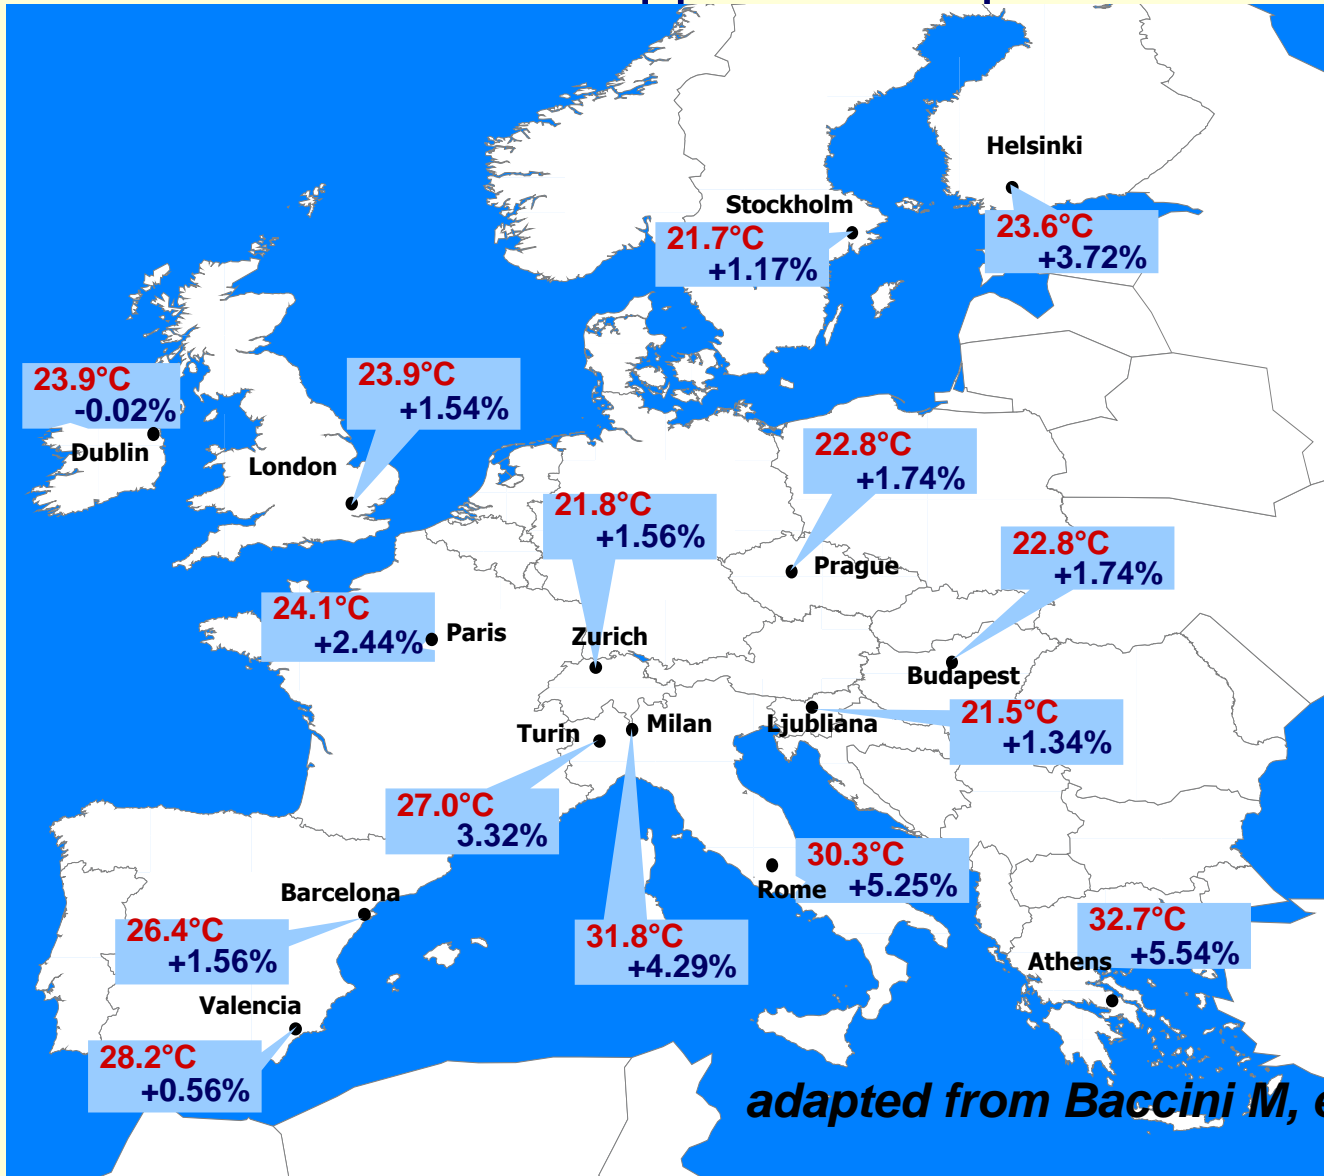 Helsinki
23.6°C
+3.72%
Stockholm
21.7°C
+1.17%
23.9°C
-0.02%
Dublin
23.9°C
+1.54%
London
22.8°C
+1.74%
Prague
21.8°C
+1.56%
Zurich
22.8°C
+1.74%
Budapest
24.1°C
+2.44%
Paris
Turin
Milan
Ljubliana
21.5°C
+1.34%
27.0°C
3.32%
30.3°C
Rome +5.25%
Barcelona
26.4°C
+1.56%
31.8°C
+4.29%
32.7°C
Athens +5.54%
Valencia
28.2°C
+0.56%
adapted from Baccini M,